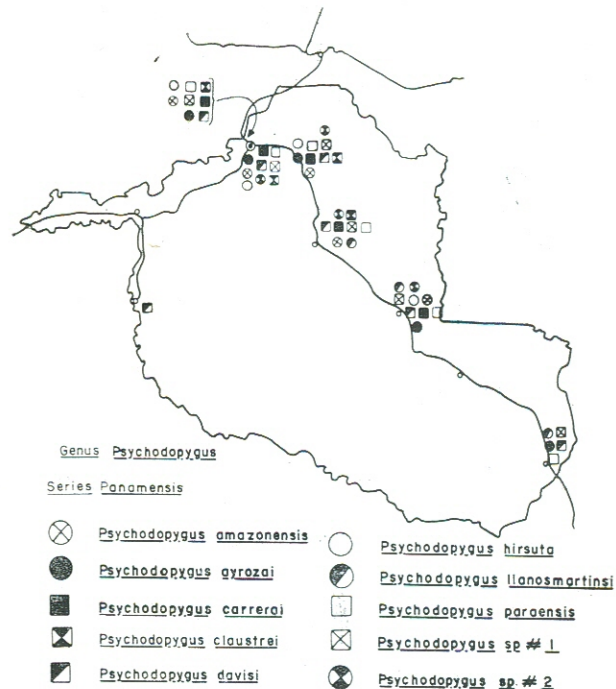 Genus Psychodopygus
Series Panamensis
Psychodopygus amazonensis
Psychodopygus ayrozai
Psychodopygus carrerai
Psychodopygus claustrei
Psychodopygus davisi
Psychodopygus hirsuta
Psychodopygus llanosmartinsi
Psychodopygus paraensis
Psychodopygus sp # 1
Psychodopygus sp. # 2